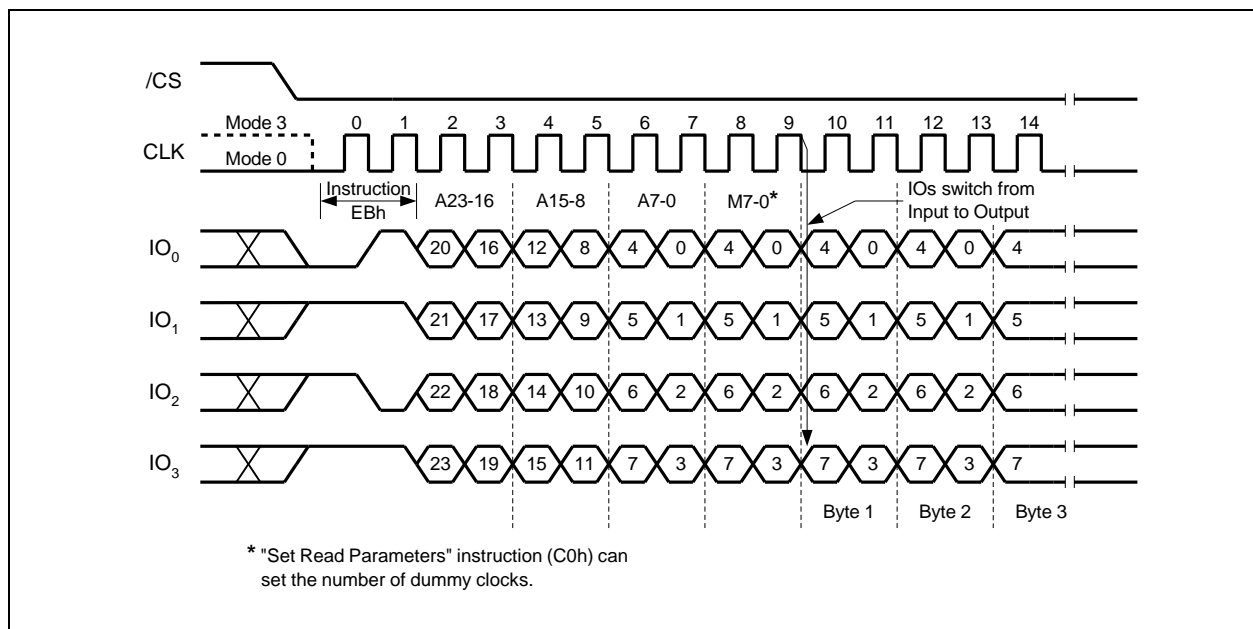 /CS
Mode 3 0 1 2 3 4 5 6 7 8 9 10 11 12 13 14
CLK
Mode 0
Instruction
EBh
A23-16 A15-8 A7-0 M7-0*
IOs switch from
Input to Output
IO0 20 16 12 8 4 0 4 0 4 0 4 0 4
IO1 21 17 13 9 5 1 5 1 5 1 5 1 5
IO2 22 18 14 10 6 2 6 2 6 2 6 2 6
IO3 23 19 15 11 7 3 7 3 7 3 7 3 7
Byte 1 Byte 2 Byte 3
* "Set Read Parameters" instruction (C0h) can
set the number of dummy clocks.